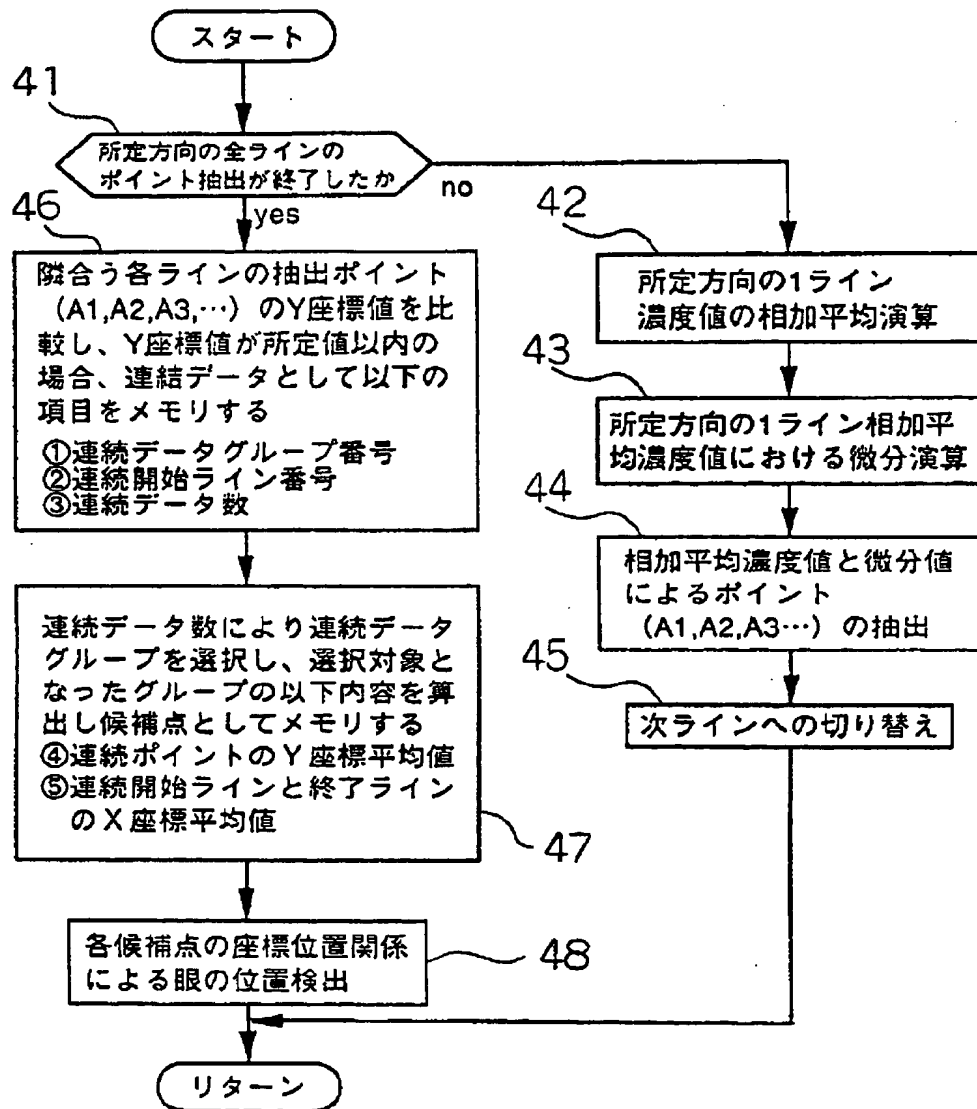 スタート
41
所定方向の全ラインの
ポイント抽出が終了したか
no
yes
46
隣合う各ラインの抽出ポイント
(A1,A2,A3,…)のY座標値を比
較し、Y座標値が所定値以内の
場合、連結データとして以下の
項目をメモリする
①連続データグループ番号
②連続開始ライン番号
③連続データ数
連続データ数により連続データ
グループを選択し、選択対象と
なったグループの以下内容を算
出し候補点としてメモリする
④連続ポイントのY座標平均値
⑤連続開始ラインと終了ライン
のX座標平均値
47
各候補点の座標位置関係
による眼の位置検出
48
リターン
42
所定方向の1ライン
濃度値の相加平均演算
43
所定方向の1ライン相加平
均濃度値における微分演算
44
相加平均濃度値と微分値
によるポイント
(A1,A2,A3…)の抽出
45
次ラインへの切り替え